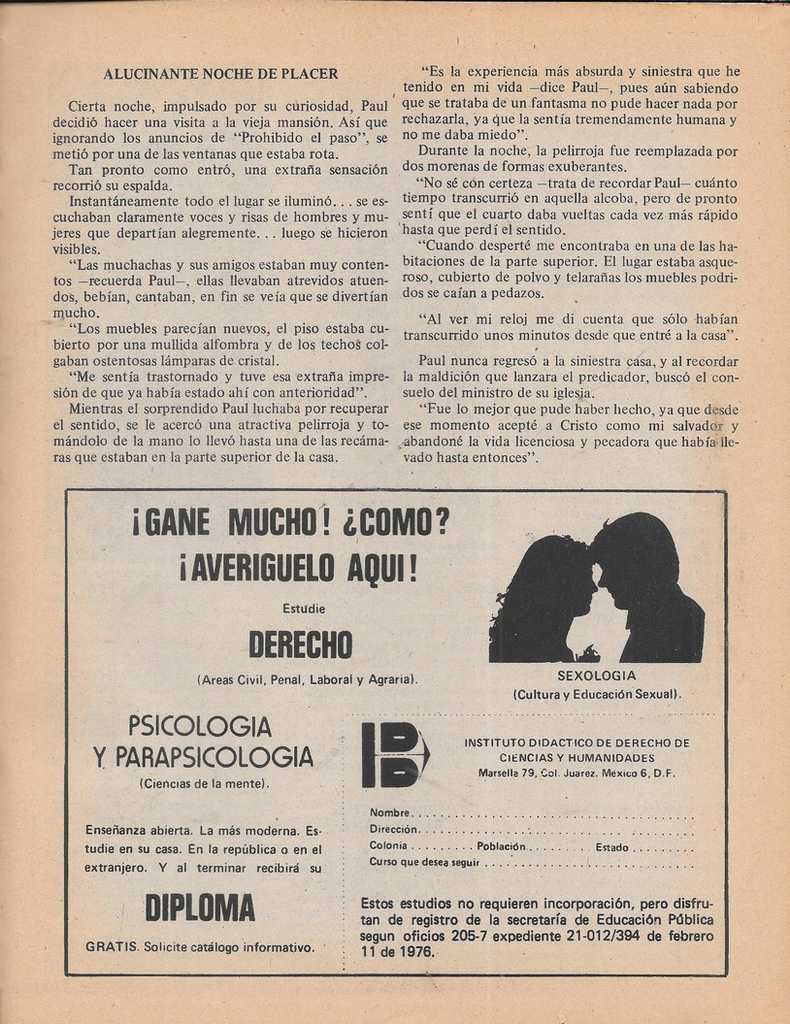 ALUCINANTE NOCHE DE PLACER
Cierta noche, impulsado por su curiosidad, Paul
decidió hacer una visita a la vieja mansión. Así que
ignorando los anuncios de “Prohibido el paso”, se
metió por una de las ventanas que estaba rota.
Tan pronto como entró, una extraña sensación
recorrió su espalda.
Instantáneamente todo el lugar se iluminó. . . se es-
cuchaban claramente voces y risas de hombres y mu-
jeres que departían alegremente. . . luego se hicieron
visibles.
“Las muchachas y sus amigos estaban muy conten-
tos —recuerda Paul—, ellas llevaban atrevidos atuen-
dos, bebían, cantaban, en fin se veía que se divertían
mucho.
“Los muebles parecían nuevos, el piso estaba cu-
bierto por una mullida alfombra y de los techos col-
gaban ostentosas lámparas de cristal.
“Me sentía trastornado y tuve esa extraña impre-
sión de que ya había estado ahí con anterioridad”.
Mientras el sorprendido Paul luchaba por recuperar
el sentido, se le acercó una atractiva pelirroja y to-
mándolo de la mano lo llevó hasta una de las recáma-
ras que estaban en la parte superior de la casa.
“Es la experiencia más absurda y siniestra que he
tenido en mi vida —dice Paul—, pues aún sabiendo
que se trataba de un fantasma no pude hacer nada por
rechazarla, ya que la sentía tremendamente humana y
no me daba miedo”.
Durante la noche, la pelirroja fue reemplazada por
dos morenas de formas exuberantes.
“No sé con certeza —trata de recordar Paul— cuánto
tiempo transcurrió en aquella alcoba, pero de pronto
sentí que el cuarto daba vueltas cada vez más rápido
hasta que perdí el sentido.
“Cuando desperté me encontraba en una de las ha-
bitaciones de la parte superior. El lugar estaba asque-
roso, cubierto de polvo y telarañas los muebles podri-
dos se caían a pedazos.
“Al ver mi reloj me di cuenta que sólo habían
transcurrido unos minutos desde que entré a la casa”.
Paul nunca regresó a la siniestra casa, y al recordar
la maldición que lanzara el predicador, buscó el con-
suelo del ministro de su iglesia.
“Fue lo mejor que pude haber hecho, ya que desde
ese momento acepté a Cristo como mi salvador y
abandoné la vida licenciosa y pecadora que había lle-
vado hasta entonces”.
¡GANE MUCHO! ¿COMO?
¡AVERIGUELO AQUI!
Estudie
DERECHO
(Areas Civil, Penal, Laboral y Agraria).
SEXOLOGIA
(Cultura y Educación Sexual).
PSICOLOGIA
Y PARAPSICOLOGIA
(Ciencias de la mente).
Enseñanza abierta. La más moderna. Es-
tudie en su casa. En la república o en el
extranjero. Y al terminar recibirá su
DIPLOMA
GRATIS. Solicite catálogo informativo.
INSTITUTO DIDACTICO DE DERECHO DE
CIENCIAS Y HUMANIDADES
Marsella 79, Col. Juarez. México 6, D.F.
Nombre. . . . . . . . . . . . . . . . . . . . . . . . . . . . . .
Dirección. . . . . . . . . . . . . . . . . . . . . . . . . . . . .
Colonia . . . . . . . . . Población. . . . . . . . . Estado . . . . . . . . .
Curso que desea seguir . . . . . . . . . . . . . . . . . . . . . .
Estos estudios no requieren incorporación, pero disfru-
tan de registro de la secretaría de Educación Pública
segun oficios 205-7 expediente 21-012/394 de febrero
11 de 1976.